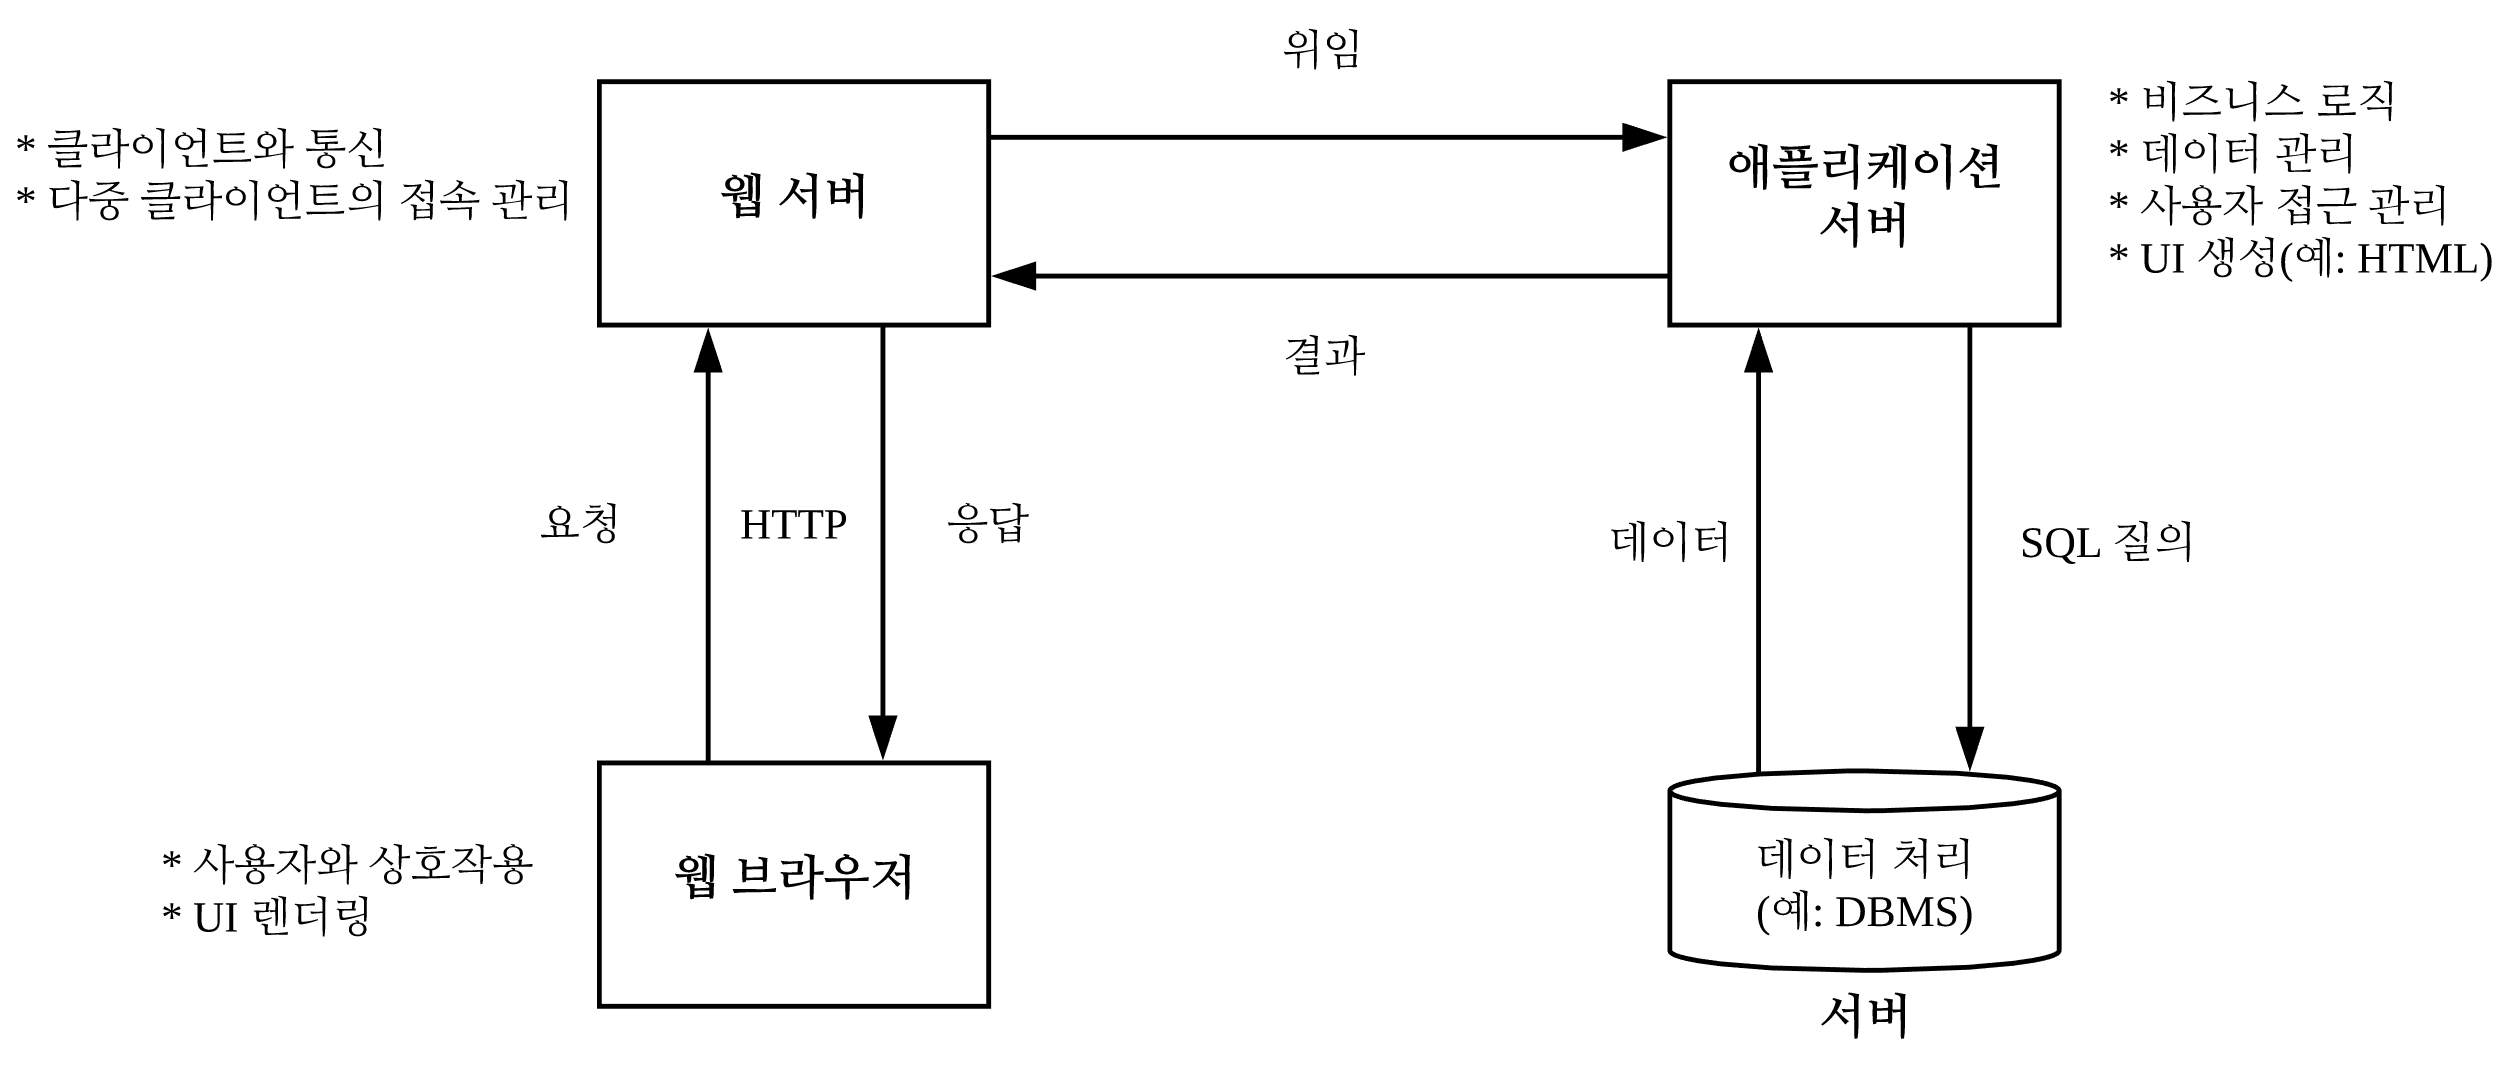 위임
* 클라이언트와 통신
* 다중 클라이언트의 접속 관리
웹 서버
애플리케이션
서버
* 비즈니스 로직
* 데이터 관리
* 사용자 접근 관리
* UI 생성(예: HTML)
결과
요청
HTTP
응답
데이터
SQL 질의
* 사용자와 상호작용
* UI 렌더링
웹 브라우저
데이터 처리
(예: DBMS)
서버